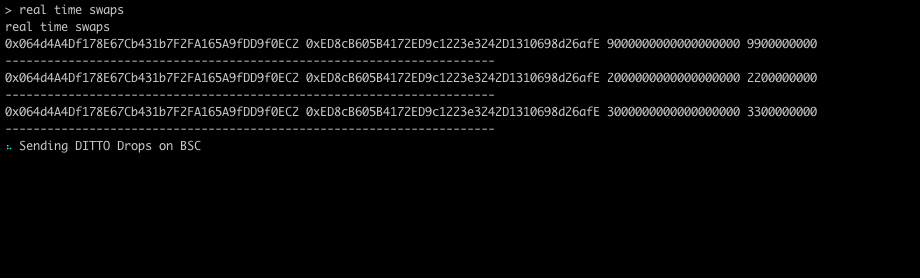 > real time swaps
real time swaps
0x064d4A4Df178E67Cb431b7F2FA165A9fDD9f0EC2 0xED8cB605B4172ED9c1223e3242D1310698d26afE 9000000000000000000 9900000000
----------------------------------------------------------------------
0x064d4A4Df178E67Cb431b7F2FA165A9fDD9f0EC2 0xED8cB605B4172ED9c1223e3242D1310698d26afE 2000000000000000000 2200000000
----------------------------------------------------------------------
0x064d4A4Df178E67Cb431b7F2FA165A9fDD9f0EC2 0xED8cB605B4172ED9c1223e3242D1310698d26afE 3000000000000000000 3300000000
----------------------------------------------------------------------
Sending DITTO Drops on BSC